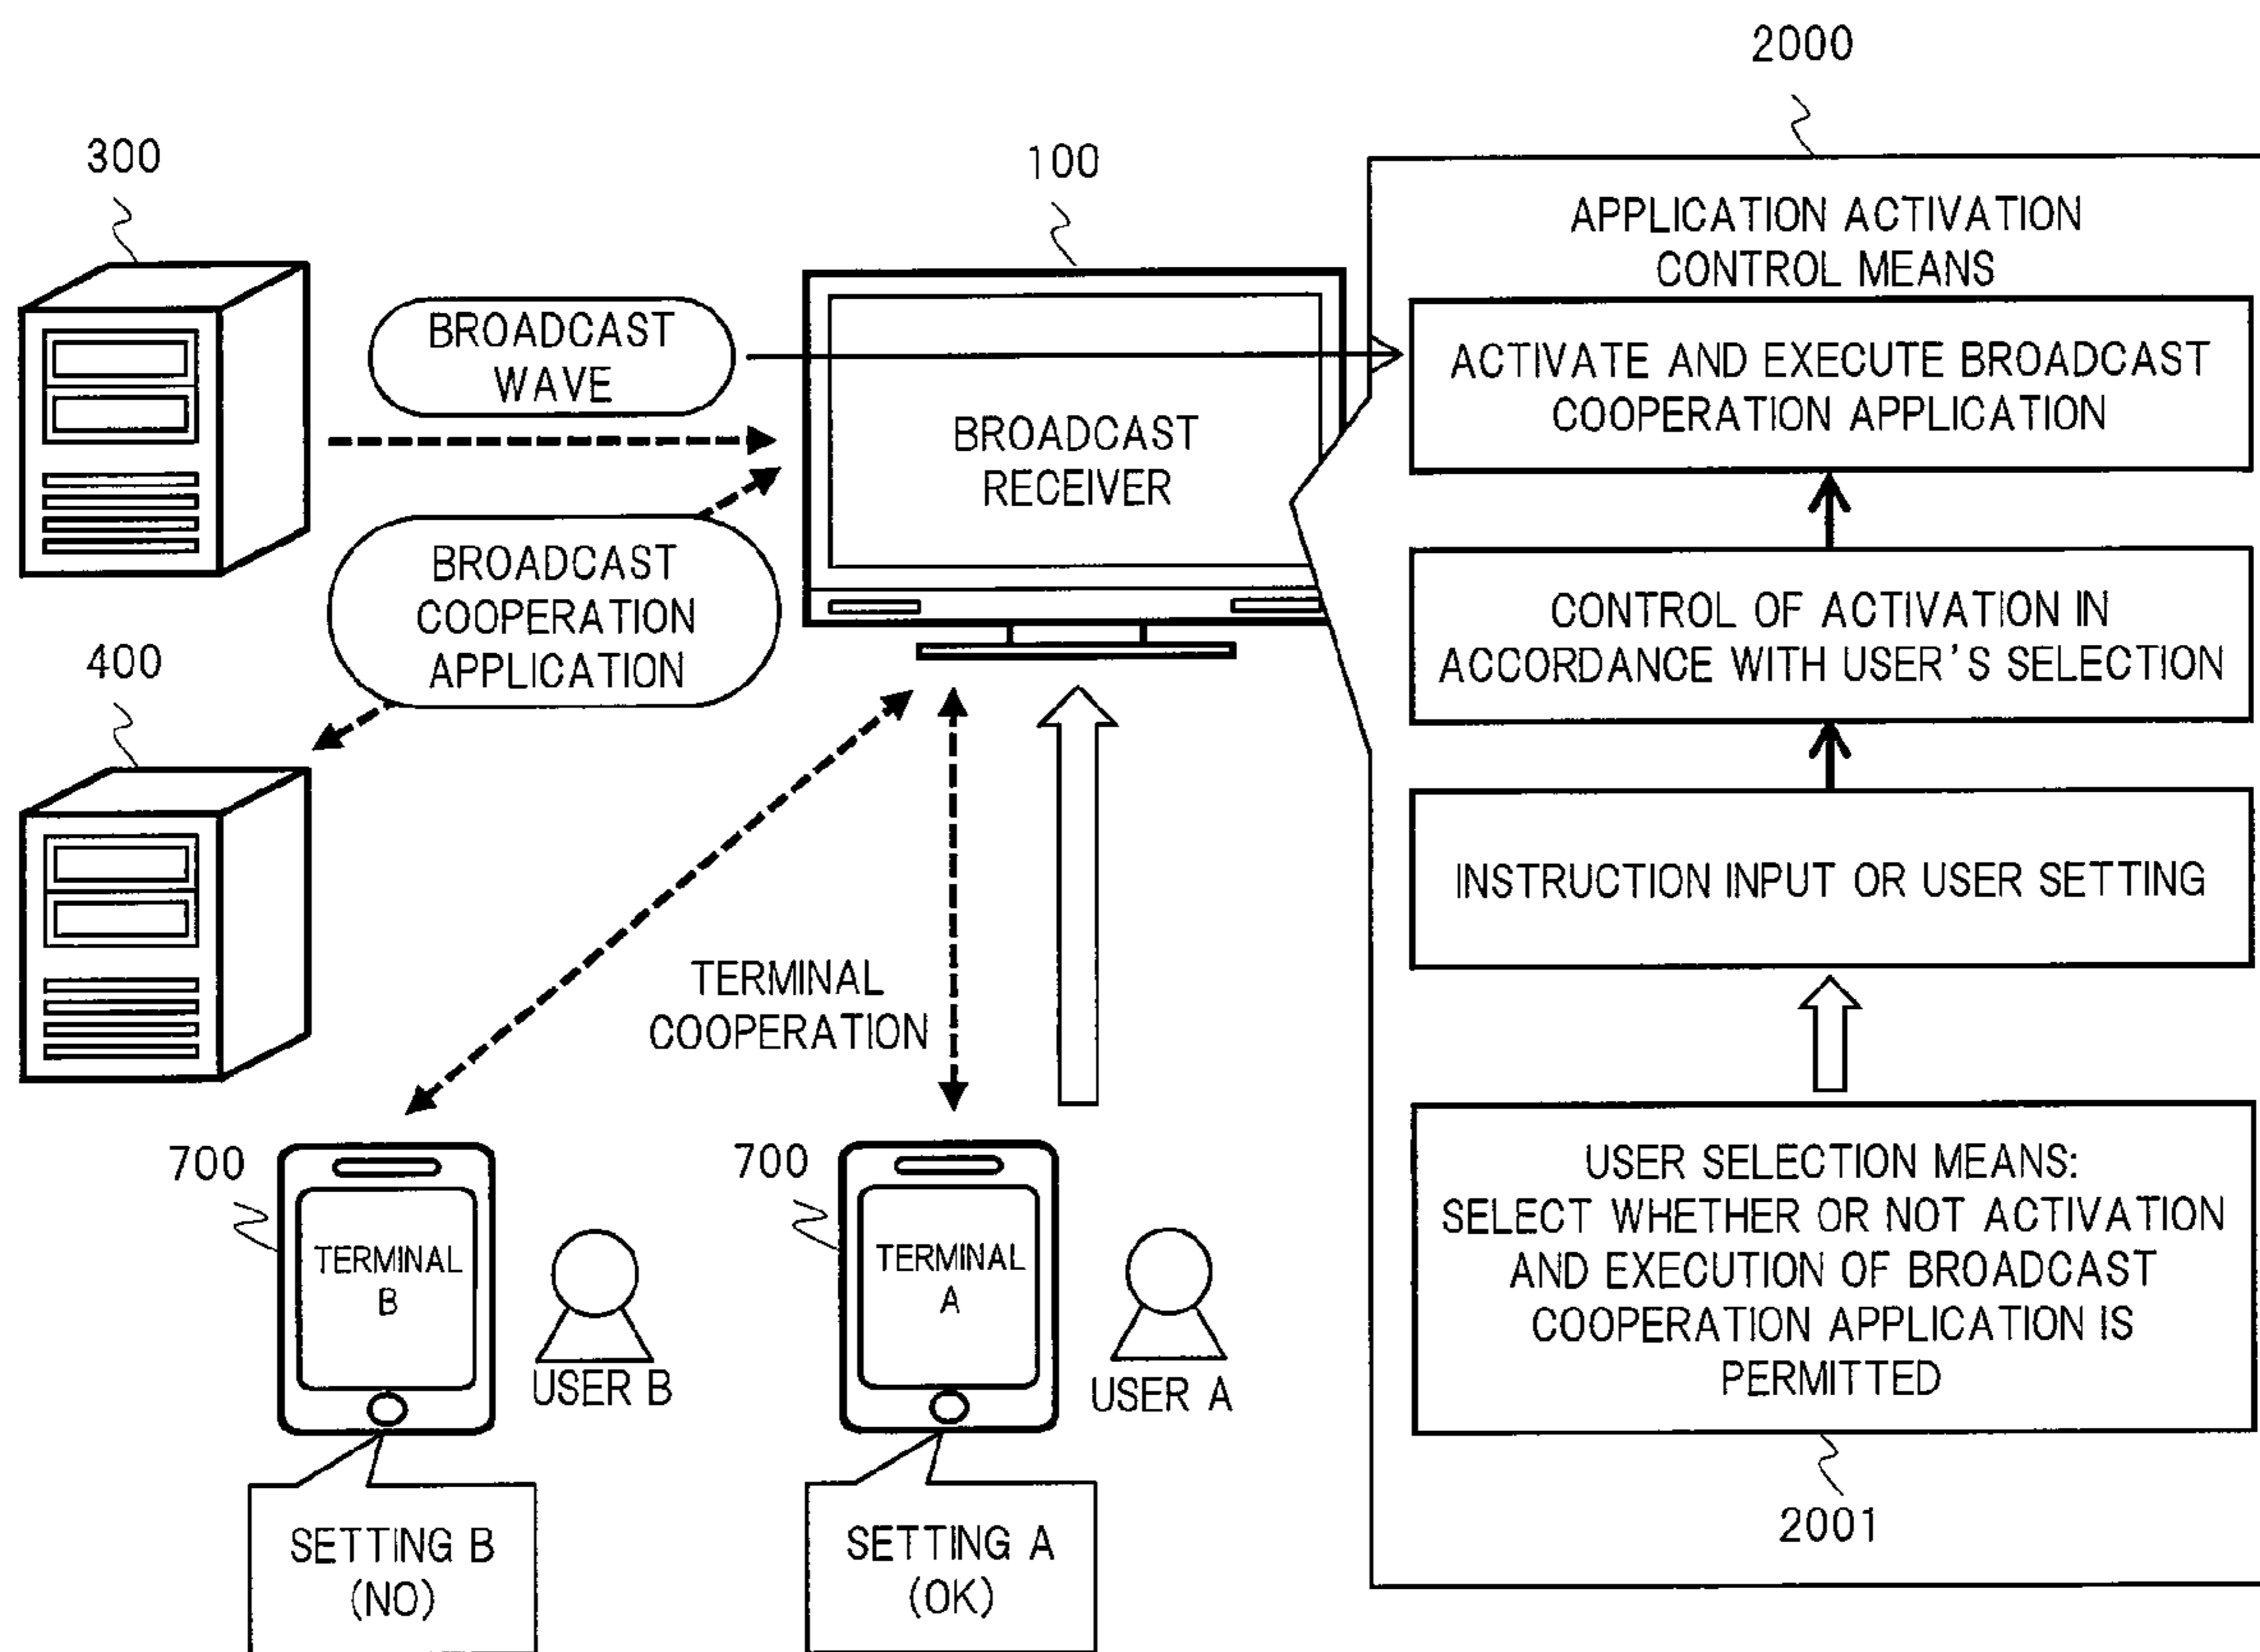 2000
300
100
APPLICATION ACTIVATION
CONTROL MEANS
BROADCAST
WAVE
ACTIVATE AND EXECUTE BROADCAST
COOPERATION APPLICATION
BROADCAST
RECEIVER
BROADCAST
COOPERATION
APPLICATION
CONTROL OF ACTIVATION IN
ACCORDANCE WITH USER'S SELECTION
400
INSTRUCTION INPUT OR USER SETTING
TERMINAL
COOPERATION
700
TERMINAL
B
USER B
700
TERMINAL
A
USER A
USER SELECTION MEANS:
SELECT WHETHER OR NOT ACTIVATION
AND EXECUTION OF BROADCAST
COOPERATION APPLICATION IS
PERMITTED
2001
SETTING B
(NO)
SETTING A
(OK)